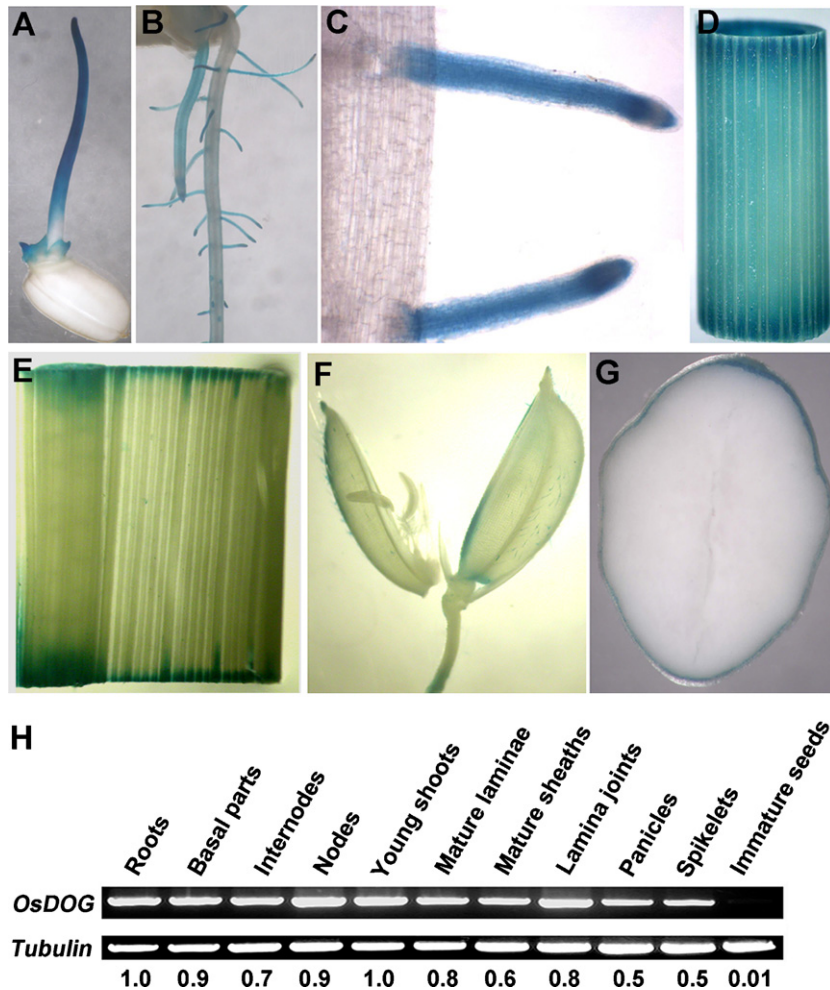 A B C D
E F G
H
Roots Basal parts Internodes Nodes Young shoots Mature laminae Mature sheaths Lamina joints Panicles Spikelets Immature seeds
OsDOG
Tubulin
1.0 0.9 0.7 0.9 1.0 0.8 0.6 0.8 0.5 0.5 0.01